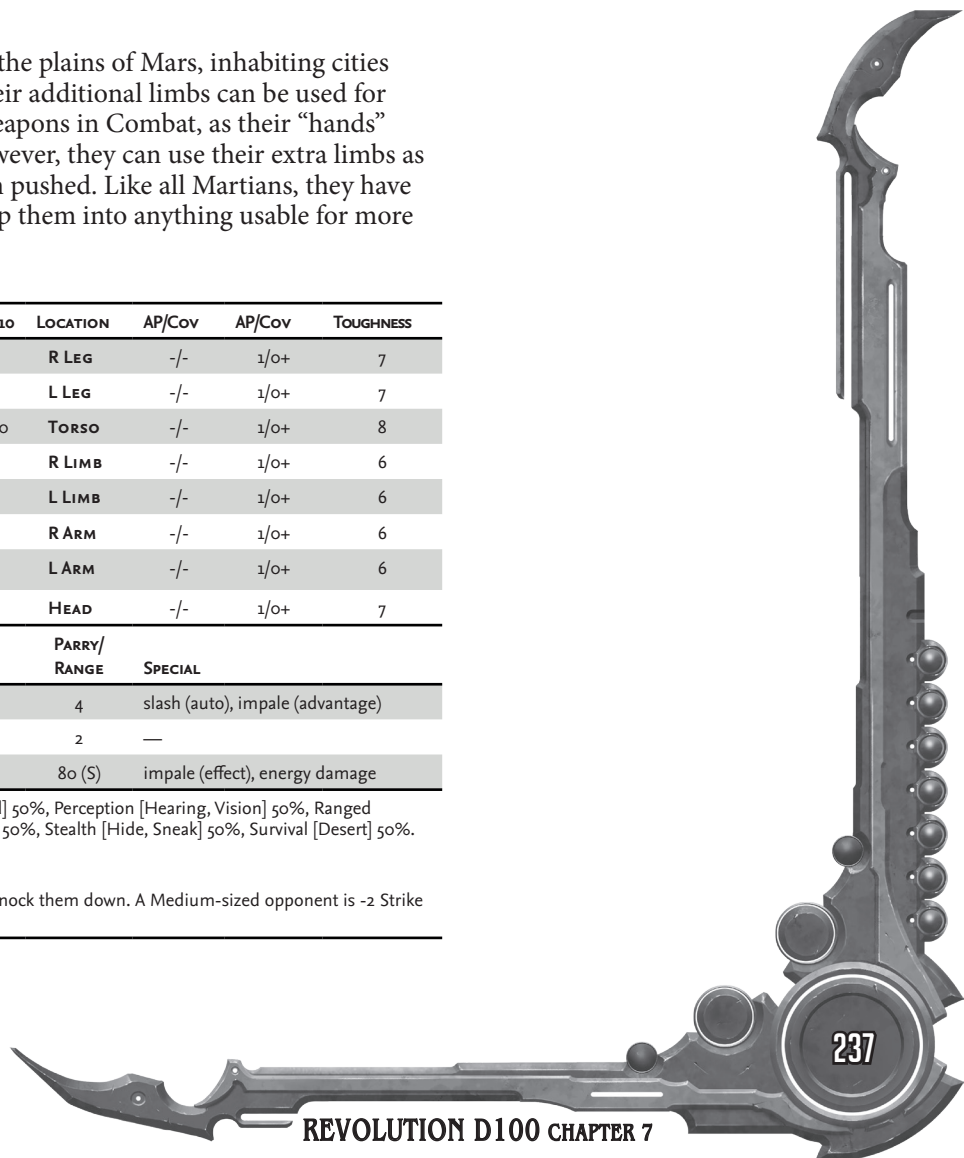 the plains of Mars, inhabiting cities
eir additional limbs can be used for
eapons in Combat, as their “hands”
wever, they can use their extra limbs as
n pushed. Like all Martians, they have
p them into anything usable for more
10 Location AP/Cov AP/Cov Toughness
R Leg -/- 1/0+ 7
L Leg -/- 1/0+ 7
0 Torso -/- 1/0+ 8
R Limb -/- 1/0+ 6
L Limb -/- 1/0+ 6
R Arm -/- 1/0+ 6
L Arm -/- 1/0+ 6
Head -/- 1/0+ 7
Parry/
Range Special
4 slash (auto), impale (advantage)
2 —
80 (S) impale (effect), energy damage
] 50%, Perception [Hearing, Vision] 50%, Ranged
50%, Stealth [Hide, Sneak] 50%, Survival [Desert] 50%.
nock them down. A Medium-sized opponent is -2 Strike
237
REVOLUTION D100 CHAPTER 7